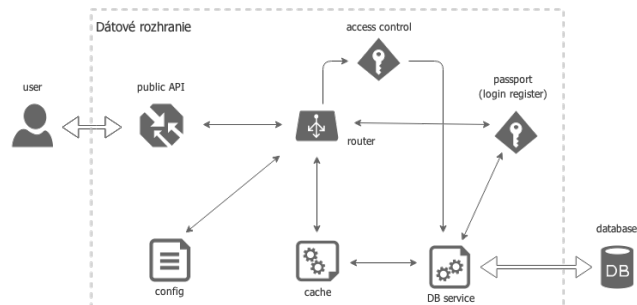 Dátové rozhranie
access control
user
public API
passport
(login register)
router
database
DB
config
cache
DB service